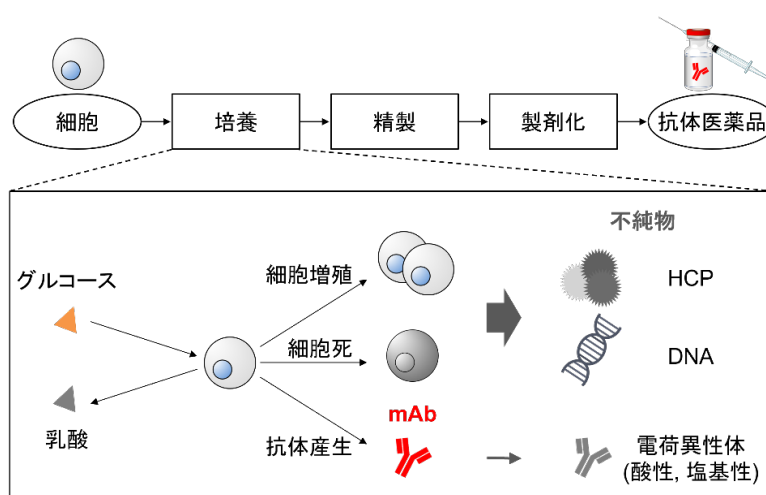 細胞
培養
精製
製剤化
抗体医薬品
不純物
グルコース
細胞増殖
HCP
細胞死
DNA
乳酸
mAb
抗体産生
電荷異性体
(酸性, 塩基性)